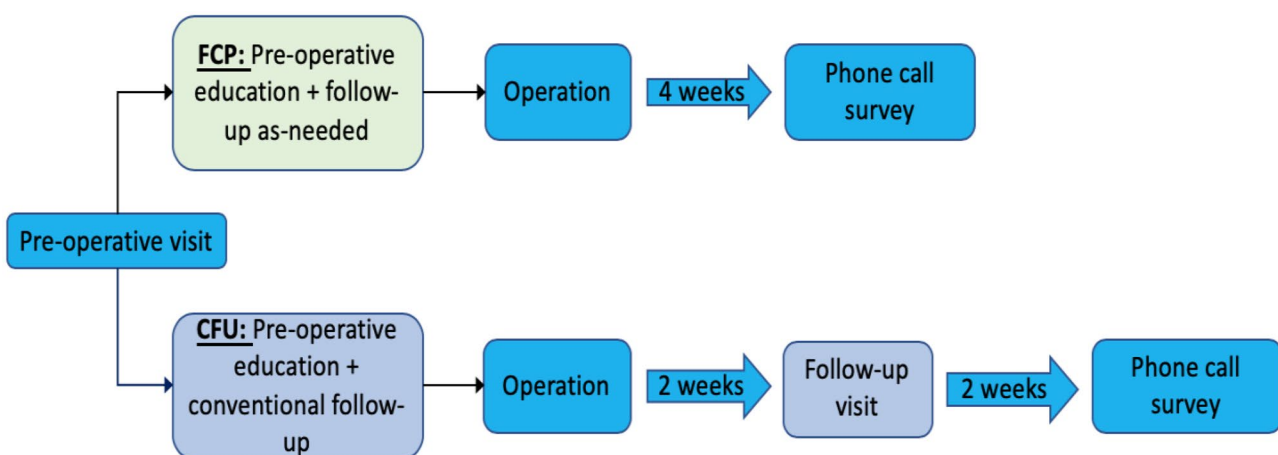 FCP: Pre-operative
education + follow-
up as-needed
Operation
4 weeks
Phone call
survey
Pre-operative visit
CFU: Pre-operative
education +
conventional follow-
up
Operation
2 weeks
Follow-up
visit
2 weeks
Phone call
survey